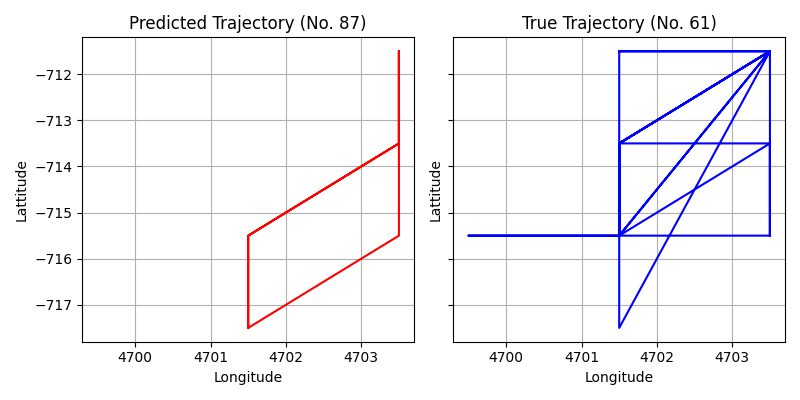 Predicted Trajectory (No. 87)
True Trajectory (No. 61)
−712
−713
−714
−715
−716
−717
Lattitude
Lattitude
4700 4701 4702 4703
4700 4701 4702 4703
Longitude
Longitude